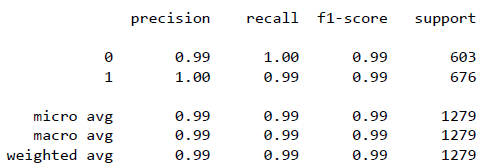 precision recall f1-score support
0 0.99 1.00 0.99 603
1 1.00 0.99 0.99 676
micro avg 0.99 0.99 0.99 1279
macro avg 0.99 0.99 0.99 1279
weighted avg 0.99 0.99 0.99 1279